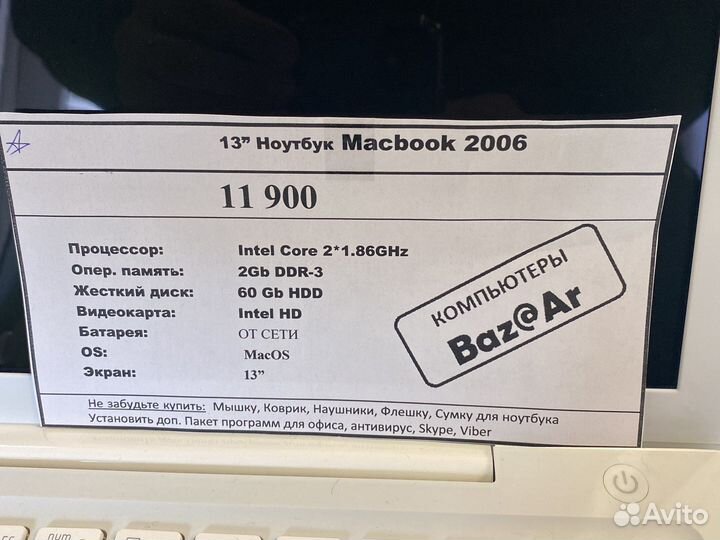 13” Ноутбук Macbook 2006
11 900
Процессор: Intel Core 2*1.86GHz
Опер. память: 2Gb DDR-3
Жесткий диск: 60 Gb HDD
Видеокарта: Intel HD
Батарея: ОТ СЕТИ
OS: MacOS
Экран: 13”
КОМПЬЮТЕРЫ
Baz@Ar
Не забудьте купить: Мышку, Коврик, Наушники, Флешку, Сумку для ноутбука
Установить доп. Пакет программ для офиса, антивирус, Skype, Viber
num
Avito